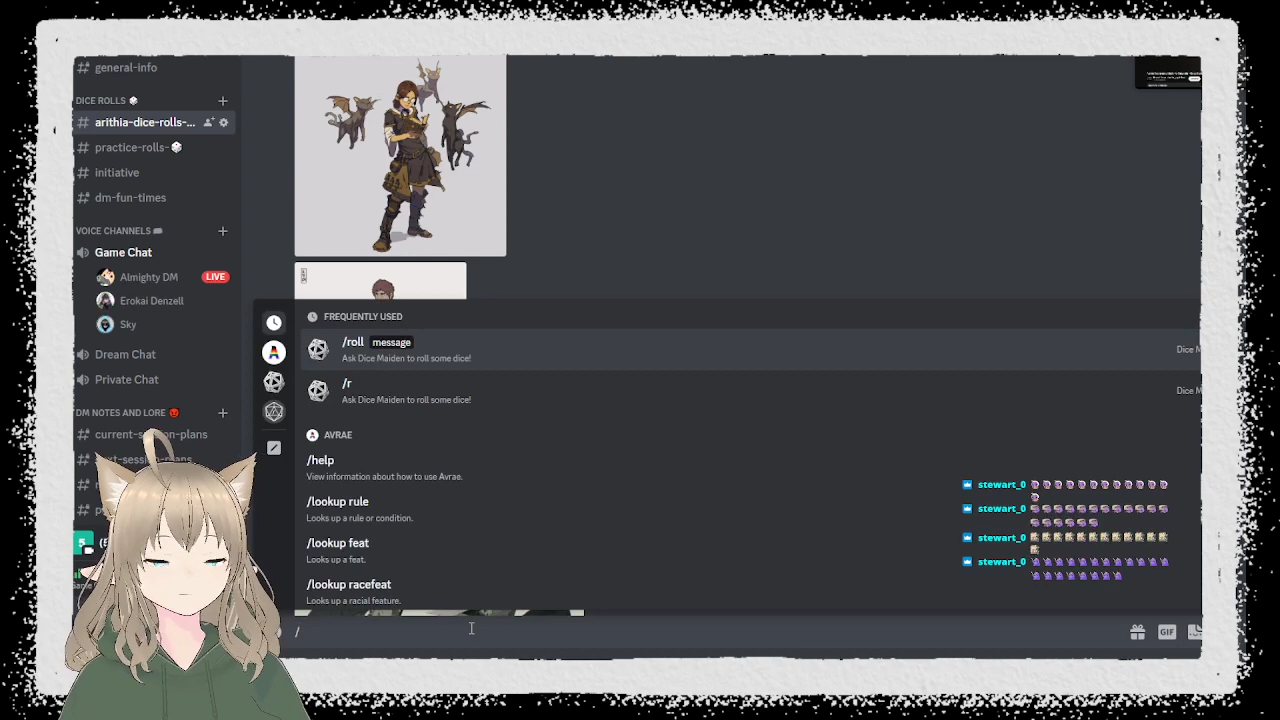 general-info
DICE ROLLS
arithia-dice-rolls-...
practice-rolls-
initiative
dm-fun-times
VOICE CHANNELS
Game Chat
Almighty DM LIVE
Erokai Denzell
Sky
Dream Chat
Private Chat
DM NOTES AND LORE
current-session-plans
FREQUENTLY USED
/roll message
Ask Dice Maiden to roll some dice!
Dice M
/r
Ask Dice Maiden to roll some dice!
Dice M
AVRAE
/help
View information about how to use Avrae.
/lookup rule
Looks up a rule or condition.
/lookup feat
Looks up a feat.
/lookup racefeat
Looks up a racial feature.
/
GIF
stewart_0
stewart_0
stewart_0
stewart_0